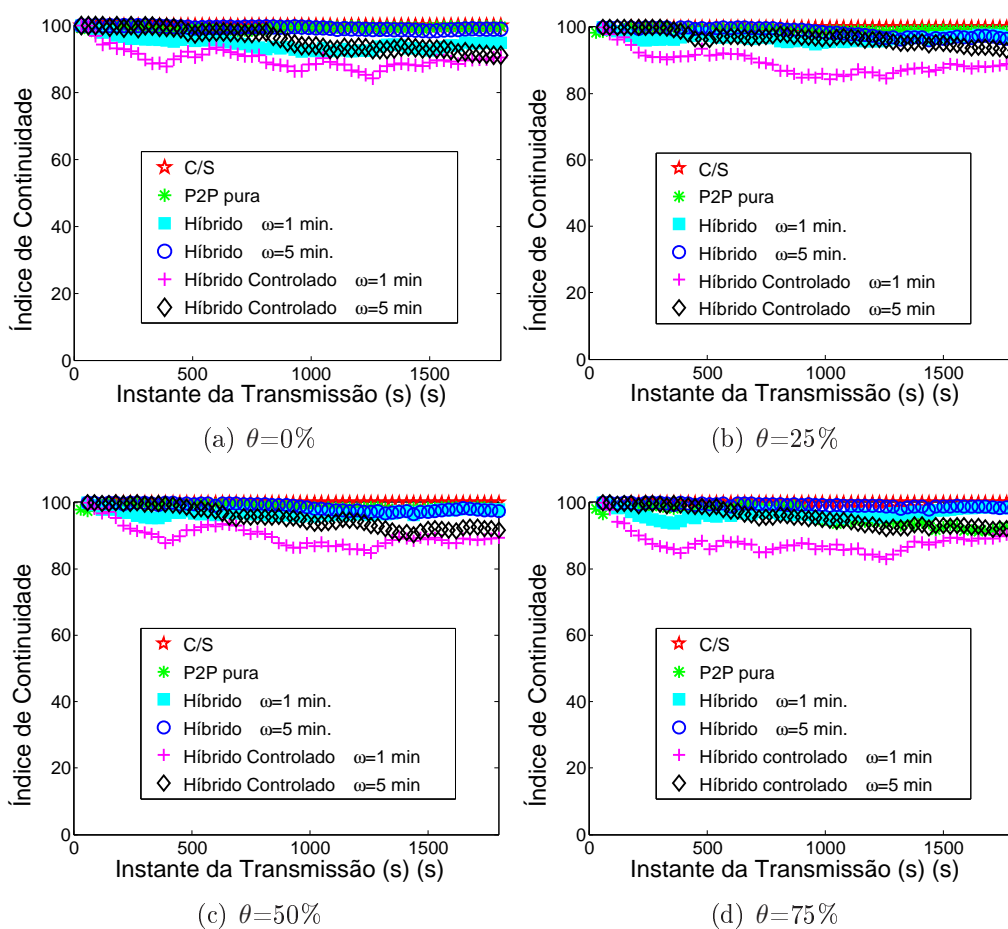 100
80
60
40
20
0
Índice de Continuidade
C/S
P2P pura
Híbrido ω=1 min.
Híbrido ω=5 min.
Híbrido Controlado ω=1 min
Híbrido Controlado ω=5 min
0 500 1000 1500
Instante da Transmissão (s) (s)
(a) θ=0%
100
80
60
40
20
0
Índice de Continuidade
C/S
P2P pura
Híbrido ω=1 min.
Híbrido ω=5 min.
Híbrido Controlado ω=1 min
Híbrido Controlado ω=5 min
0 500 1000 1500
Instante da Transmissão (s) (s)
(b) θ=25%
100
80
60
40
20
0
Índice de Continuidade
C/S
P2P pura
Híbrido ω=1 min.
Híbrido ω=5 min.
Híbrido Controlado ω=1 min
Híbrido Controlado ω=5 min
0 500 1000 1500
Instante da Transmissão (s) (s)
(c) θ=50%
100
80
60
40
20
0
Índice de Continuidade
C/S
P2P pura
Híbrido ω=1 min.
Híbrido ω=5 min.
Híbrido controlado ω=1 min
Híbrido controlado ω=5 min
0 500 1000 1500
Instante da Transmissão (s) (s)
(d) θ=75%